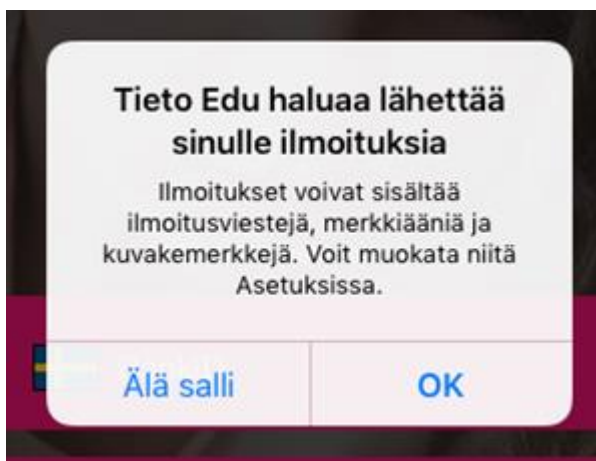 Tieto Edu haluaa lähettää
sinulle ilmoituksia
Ilmoitukset voivat sisältää
ilmoitusviestejä, merkkiääniä ja
kuvakemerkkejä. Voit muokata niitä
Asetuksissa.
Älä salli
OK